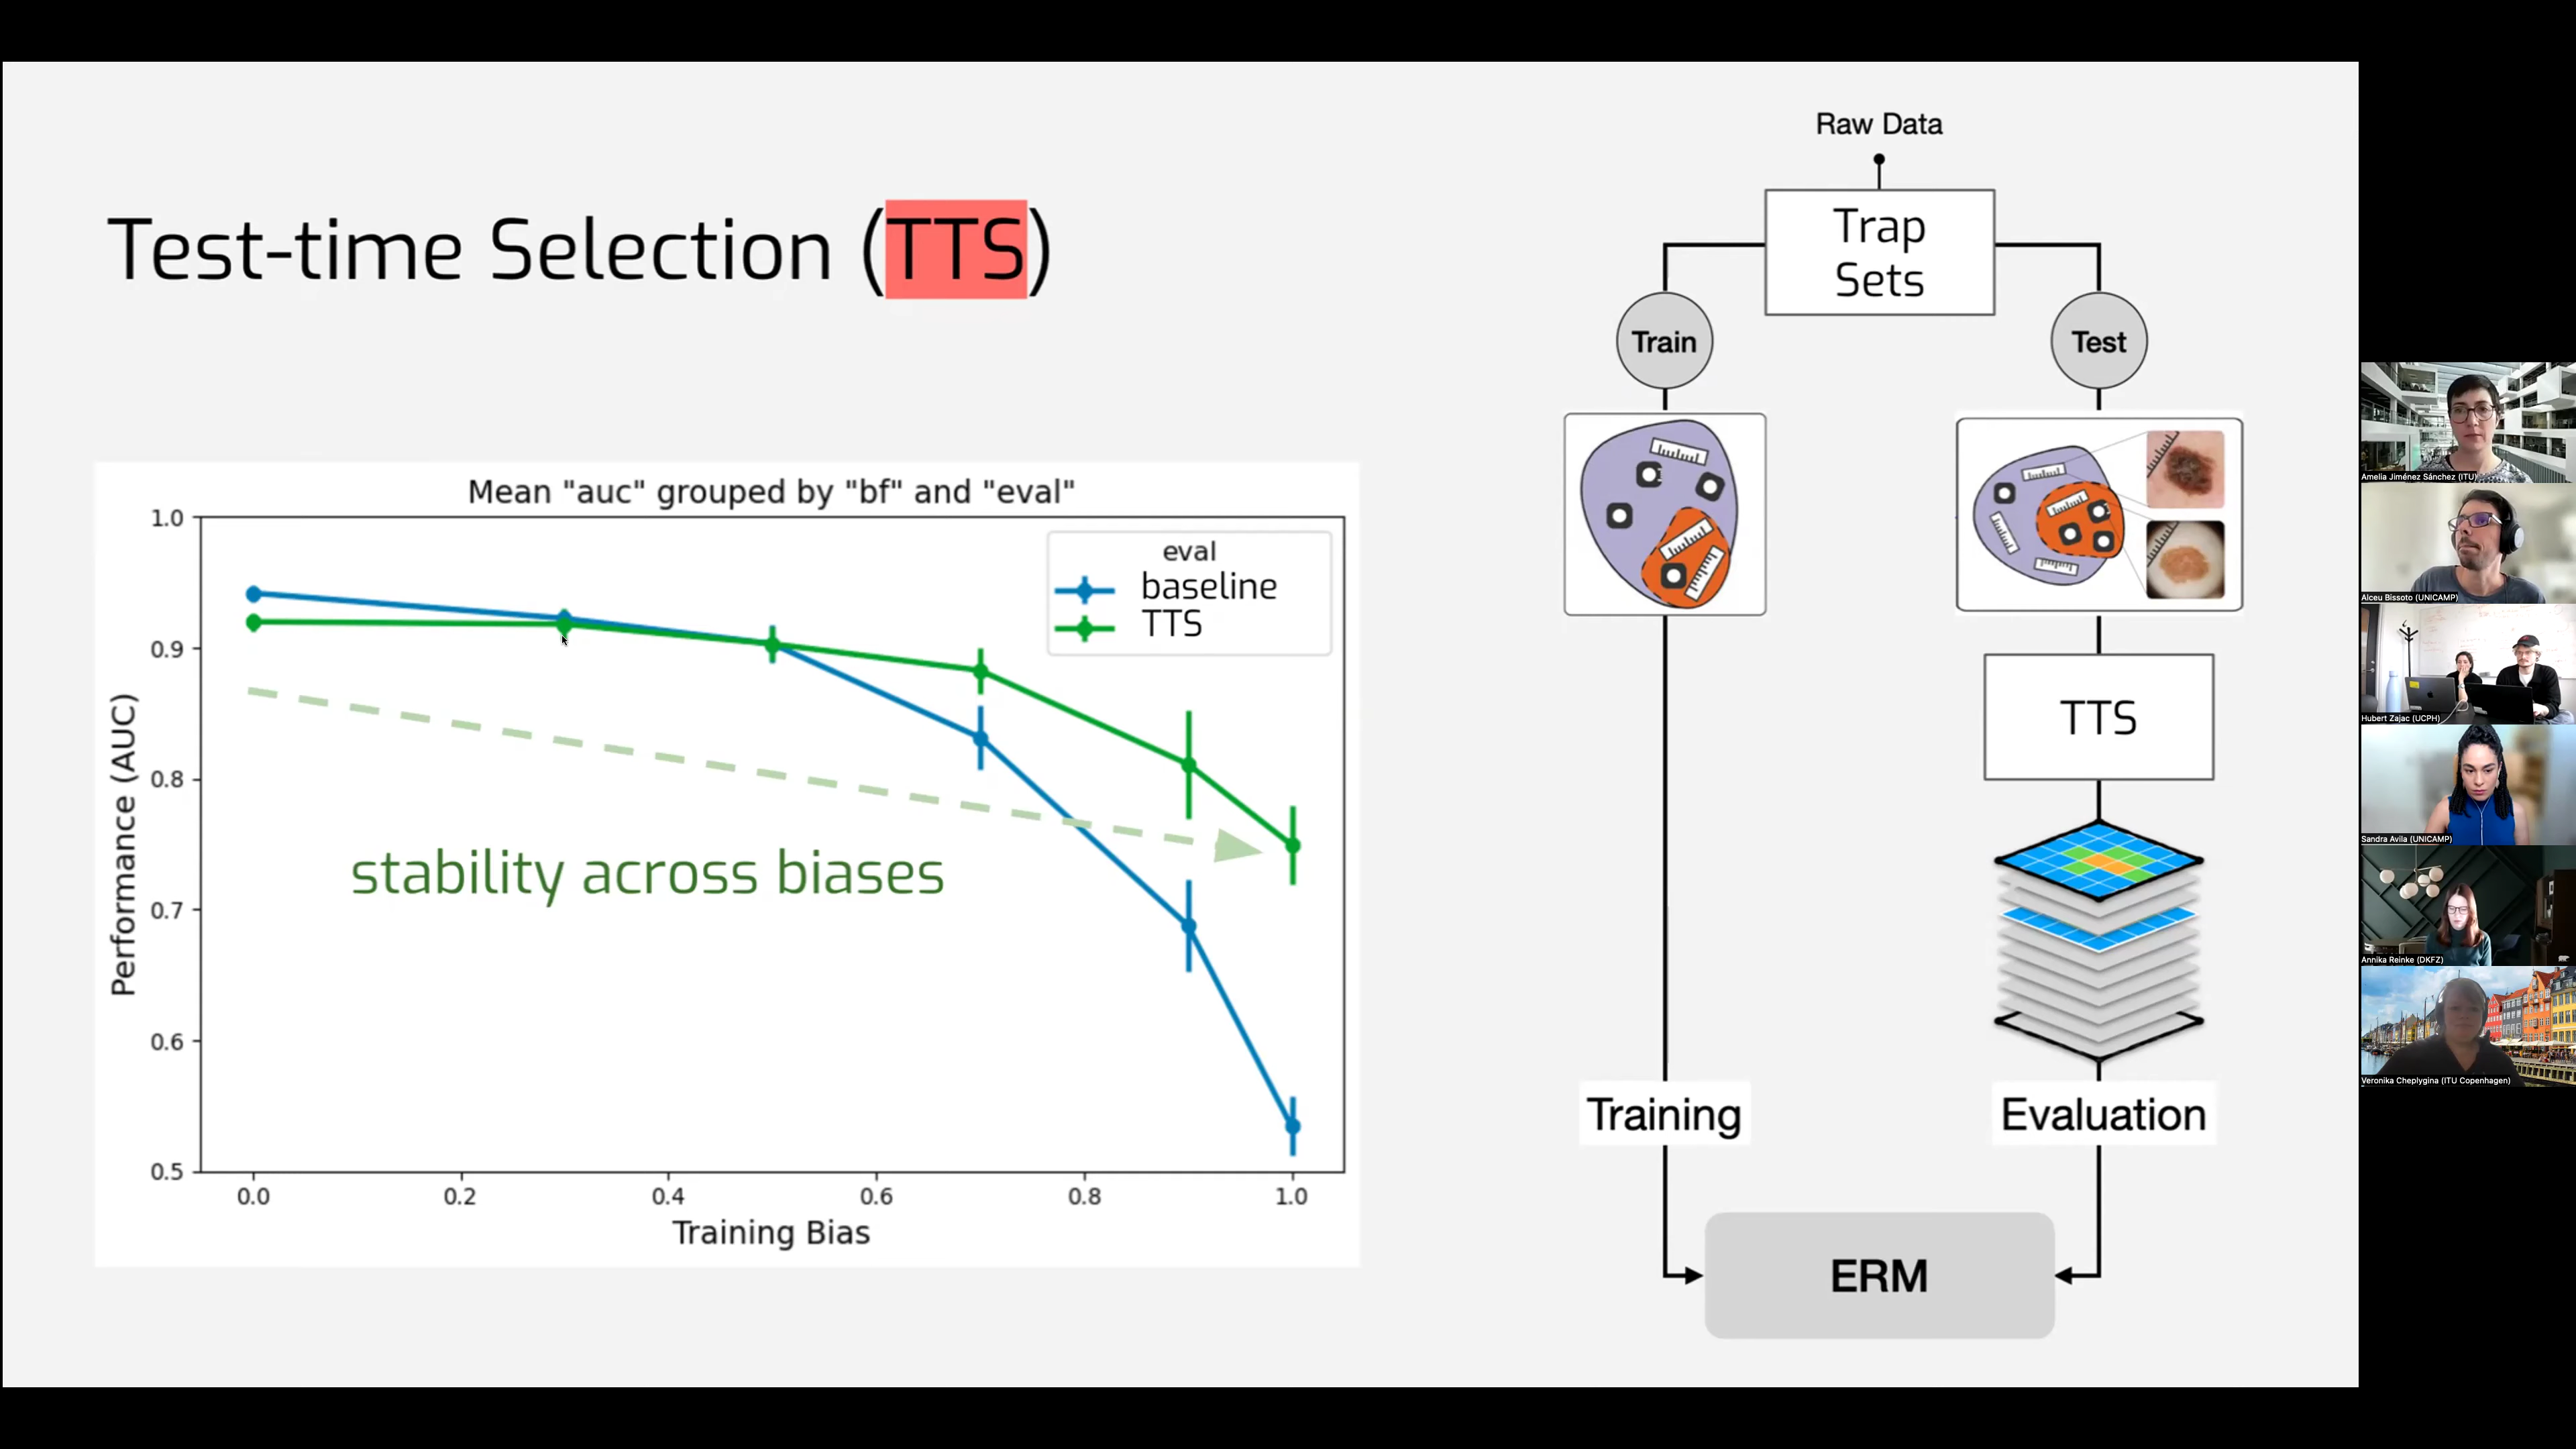 Test-time Selection (TTS)
Mean "auc" grouped by "bf" and "eval"
eval
baseline
TTS
1.0
0.9
0.8
0.7
0.6
0.5
Performance (AUC)
stability across biases
0.0 0.2 0.4 0.6 0.8 1.0
Training Bias
Raw Data
Trap
Sets
Train
Test
TTS
Training
Evaluation
ERM
Amelia Jiménez Sánchez (ITU)
Alceu Bissoto (UNICAMP)
Hubert Zajac (UCPH)
Sandra Avila (UNICAMP)
Annika Reinke (DKFZ)
Veronika Cheplygina (ITU Copenhagen)